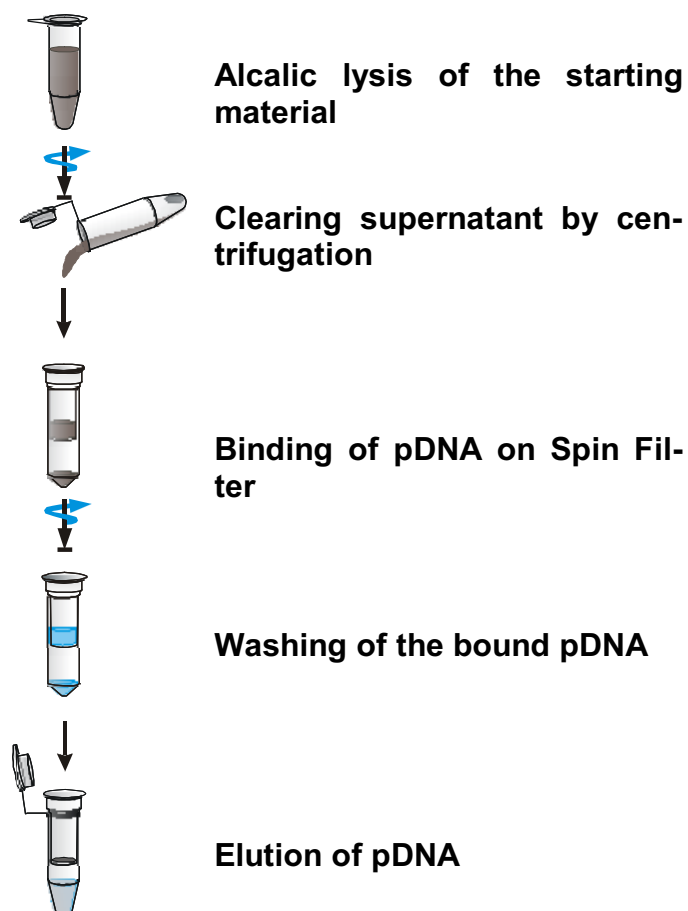 Alcalic lysis of the starting
material
Clearing supernatant by cen-
trifugation
Binding of pDNA on Spin Fil-
ter
Washing of the bound pDNA
Elution of pDNA